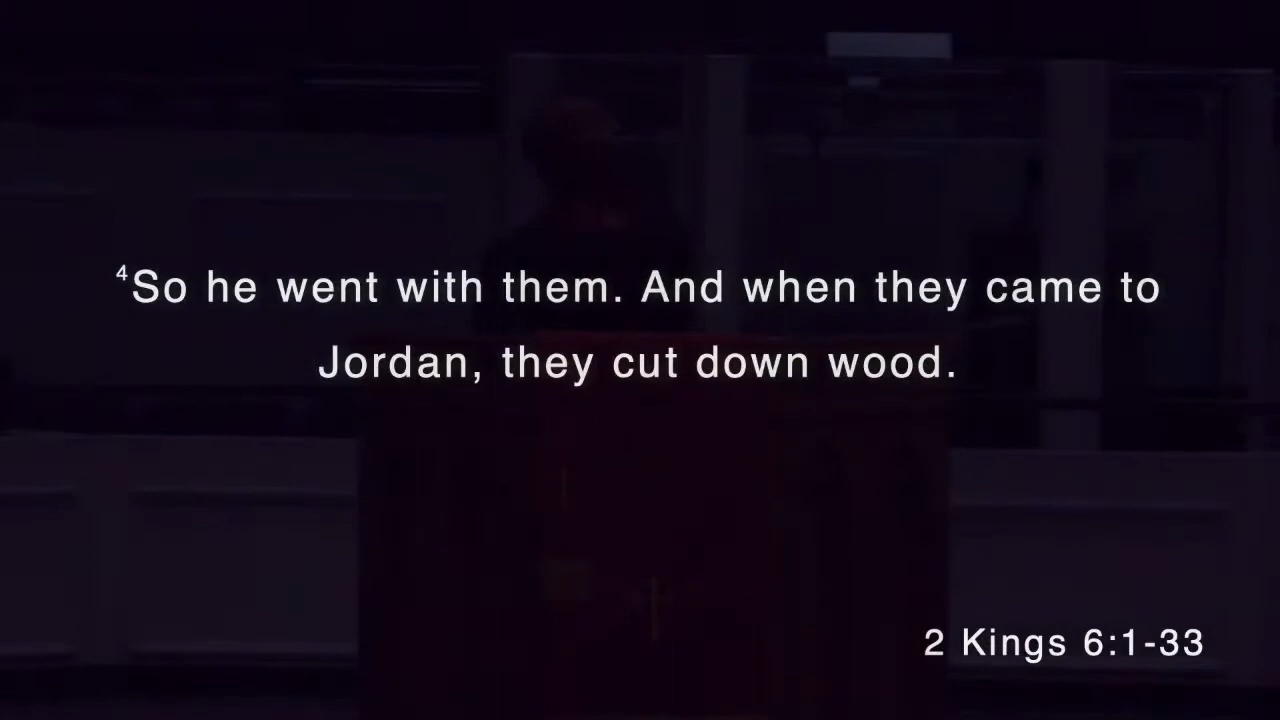 ⁴So he went with them. And when they came to
Jordan, they cut down wood.
2 Kings 6:1-33